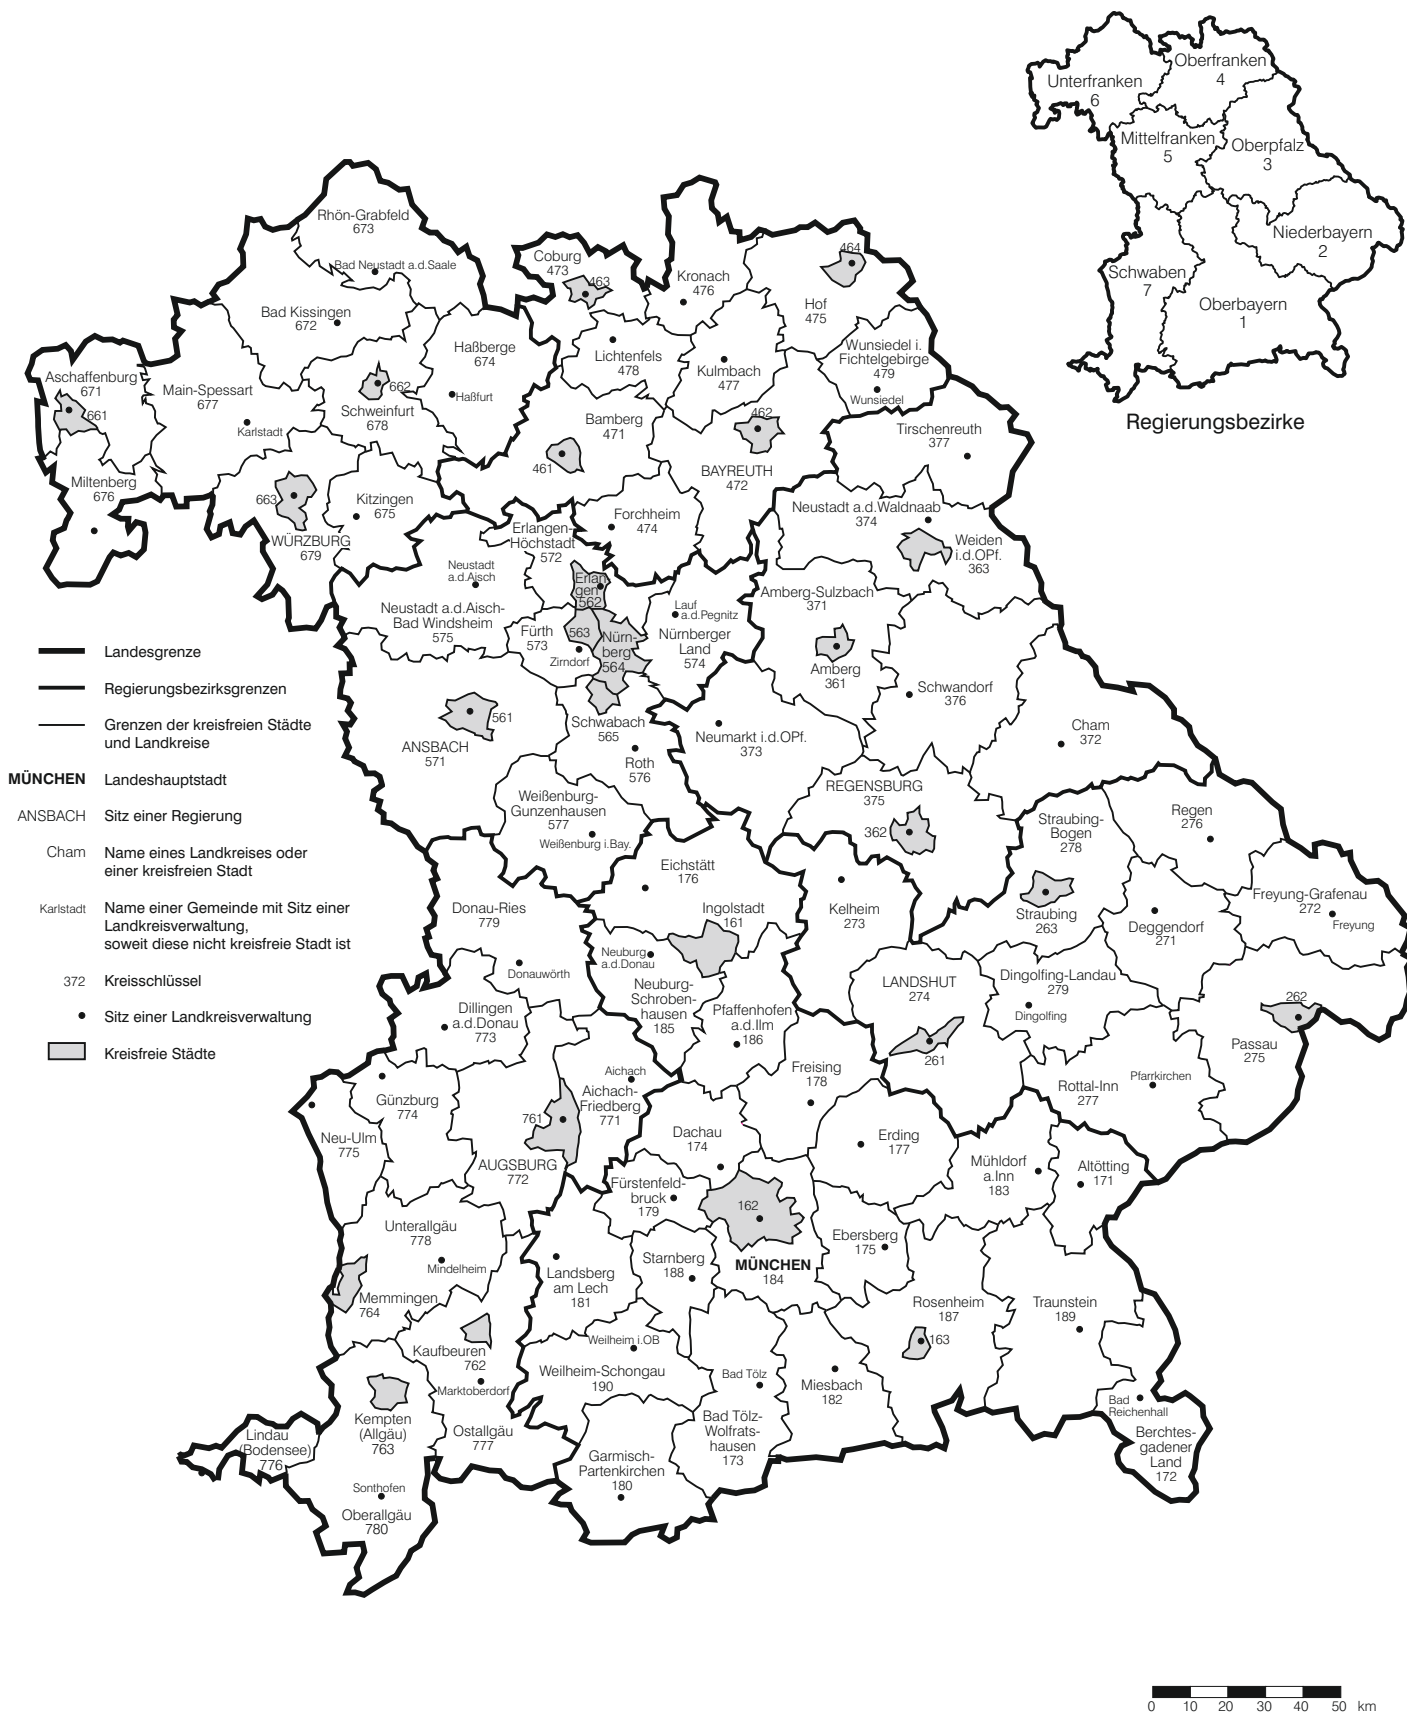 Unterfranken
6
Oberfranken
4
Mittelfranken
5
Oberpfalz
3
Niederbayern
2
Schwaben
7
Oberbayern
1
Regierungsbezirke
Rhön-Grabfeld
673
Bad Neustadt a.d.Saale
Bad Kissingen
672
Coburg
473
463
Kronach
476
464
Hof
475
Haßberge
674
Haßfurt
Lichtenfels
478
Kulmbach
477
Wunsiedel i.
Fichtelgebirge
479
Wunsiedel
Aschaffenburg
671
661
Main-Spessart
677
Karlstadt
662
Schweinfurt
678
Bamberg
471
461
462
BAYREUTH
472
Tirschenreuth
377
Miltenberg
676
663
WÜRZBURG
679
Kitzingen
675
Forchheim
474
Neustadt a.d.Waldnaab
374
Weiden
i.d.OPf.
363
Erlangen-
Höchstadt
572
Neustadt
a.d.Aisch
Neustadt a.d.Aisch-
Bad Windsheim
575
Erlan-
gen
562
Fürth
573
563
Zirndorf
Nürn-
berg
564
Lauf
a.d.Pegnitz
Nürnberger
Land
574
Amberg-Sulzbach
371
Amberg
361
Schwandorf
376
Cham
372
561
ANSBACH
571
Schwabach
565
Roth
576
Neumarkt i.d.OPf.
373
Weißenburg-
Gunzenhausen
577
Weißenburg i.Bay.
REGENSBURG
375
362
Straubing-
Bogen
278
Regen
276
Straubing
263
Deggendorf
271
Freyung-Grafenau
272
Freyung
Eichstätt
176
Ingolstadt
161
Kelheim
273
Donau-Ries
779
Donauwörth
Neuburg
a.d.Donau
Neuburg-
Schroben-
hausen
185
Pfaffenhofen
a.d.Ilm
186
LANDSHUT
274
261
Dingolfing-Landau
279
Dingolfing
262
Passau
275
Rottal-Inn
277
Pfarrkirchen
Dillingen
a.d.Donau
773
Günzburg
774
Neu-Ulm
775
761
AUGSBURG
772
Aichach
Aichach-
Friedberg
771
Freising
178
Dachau
174
Erding
177
Mühldorf
a.Inn
183
Altötting
171
Fürstenfeld-
bruck
179
162
MÜNCHEN
184
Ebersberg
175
Unterallgäu
778
Mindelheim
Memmingen
764
Landsberg
am Lech
181
Starnberg
188
Rosenheim
187
163
Traunstein
189
Kaufbeuren
762
Marktoberdorf
Ostallgäu
777
Weilheim i.OB
Weilheim-Schongau
190
Bad Tölz
Bad Tölz-
Wolfrats-
hausen
173
Miesbach
182
Bad
Reichenhall
Berchtes-
gadener
Land
172
Kempten
(Allgäu)
763
Lindau
(Bodensee)
776
Sonthofen
Oberallgäu
780
Garmisch-
Partenkirchen
180
Landesgrenze
Regierungsbezirksgrenzen
Grenzen der kreisfreien Städte
und Landkreise
MÜNCHEN Landeshauptstadt
ANSBACH Sitz einer Regierung
Cham Name eines Landkreises oder
einer kreisfreien Stadt
Karlstadt Name einer Gemeinde mit Sitz einer
Landkreisverwaltung,
soweit diese nicht kreisfreie Stadt ist
372 Kreisschlüssel
Sitz einer Landkreisverwaltung
Kreisfreie Städte
0 10 20 30 40 50 km